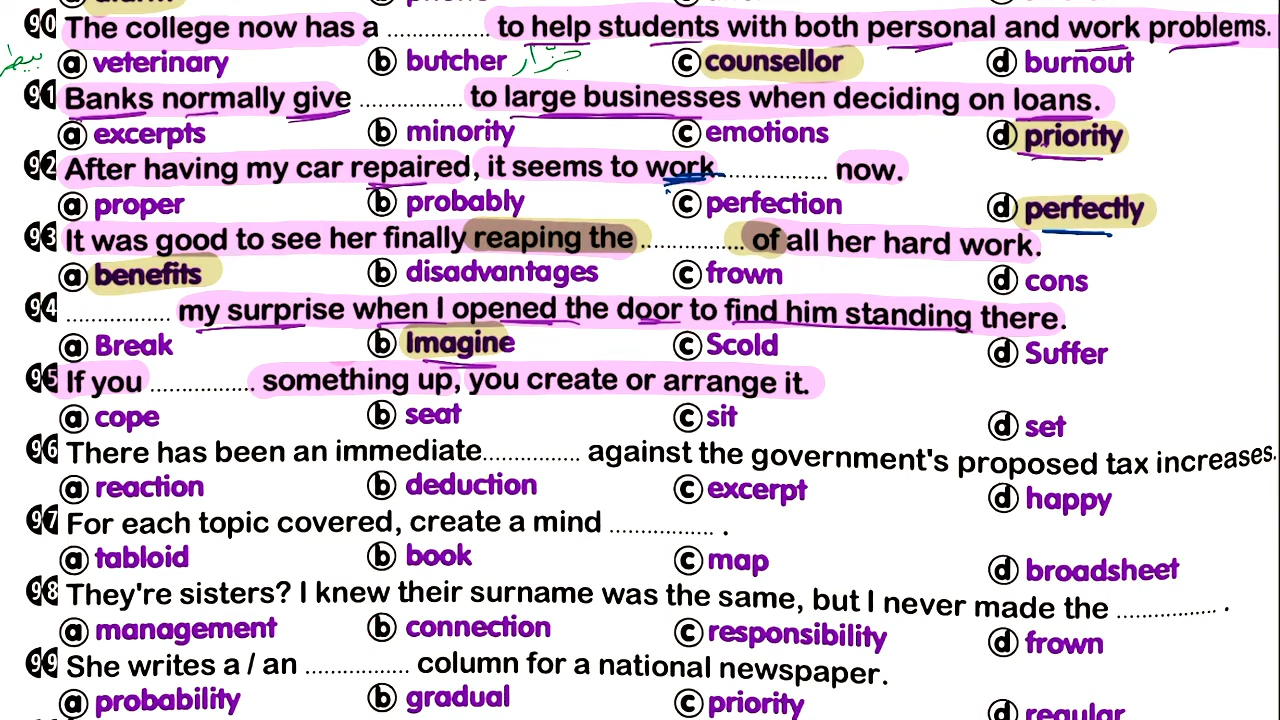 90 The college now has a ................. to help students with both personal and work problems.
a veterinary b butcher جزّار c counsellor d burnout
91 Banks normally give ................. to large businesses when deciding on loans.
a excerpts b minority c emotions d priority
92 After having my car repaired, it seems to work ................. now.
a proper b probably c perfection d perfectly
93 It was good to see her finally reaping the ................. of all her hard work.
a benefits b disadvantages c frown d cons
94 ................. my surprise when I opened the door to find him standing there.
a Break b Imagine c Scold d Suffer
95 If you ................. something up, you create or arrange it.
a cope b seat c sit d set
96 There has been an immediate................ against the government's proposed tax increases.
a reaction b deduction c excerpt d happy
97 For each topic covered, create a mind ................. .
a tabloid b book c map d broadsheet
98 They're sisters? I knew their surname was the same, but I never made the ................. .
a management b connection c responsibility d frown
99 She writes a / an ................. column for a national newspaper.
a probability b gradual c priority d regular